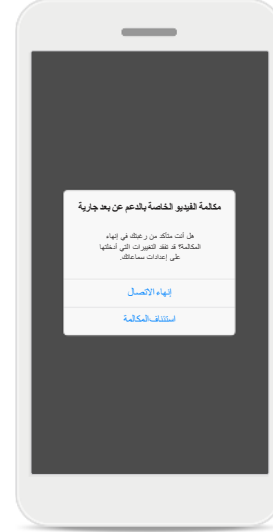 مكالمة الفيديو الخاصة بالدعم عن بعد جارية
هل أنت متأكد من رغبتك في إنهاء
المكالمة؟ قد تفقد التغييرات التي أدخلتها
على إعدادات سماعاتك.
إنهاء الاتصال
استئناف المكالمة